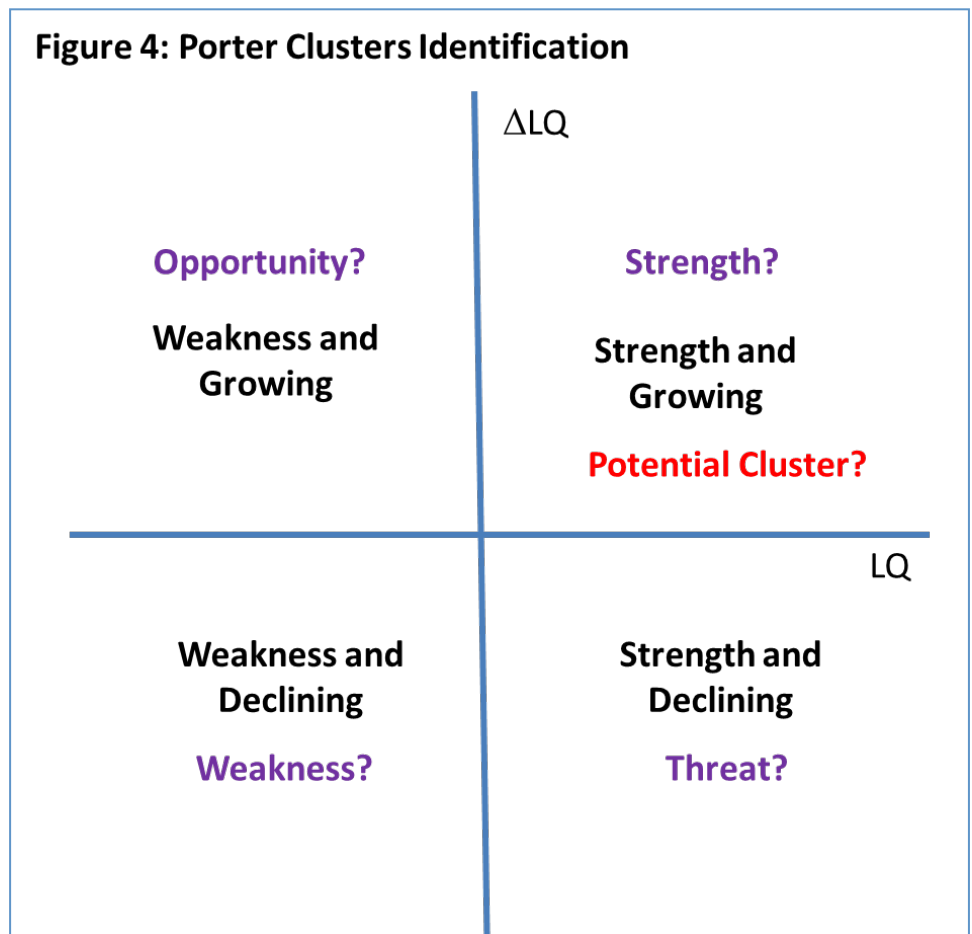 Figure 4: Porter Clusters Identification
ΔLQ
Opportunity?
Strength?
Weakness and
Growing
Strength and
Growing
Potential Cluster?
LQ
Weakness and
Declining
Strength and
Declining
Weakness?
Threat?